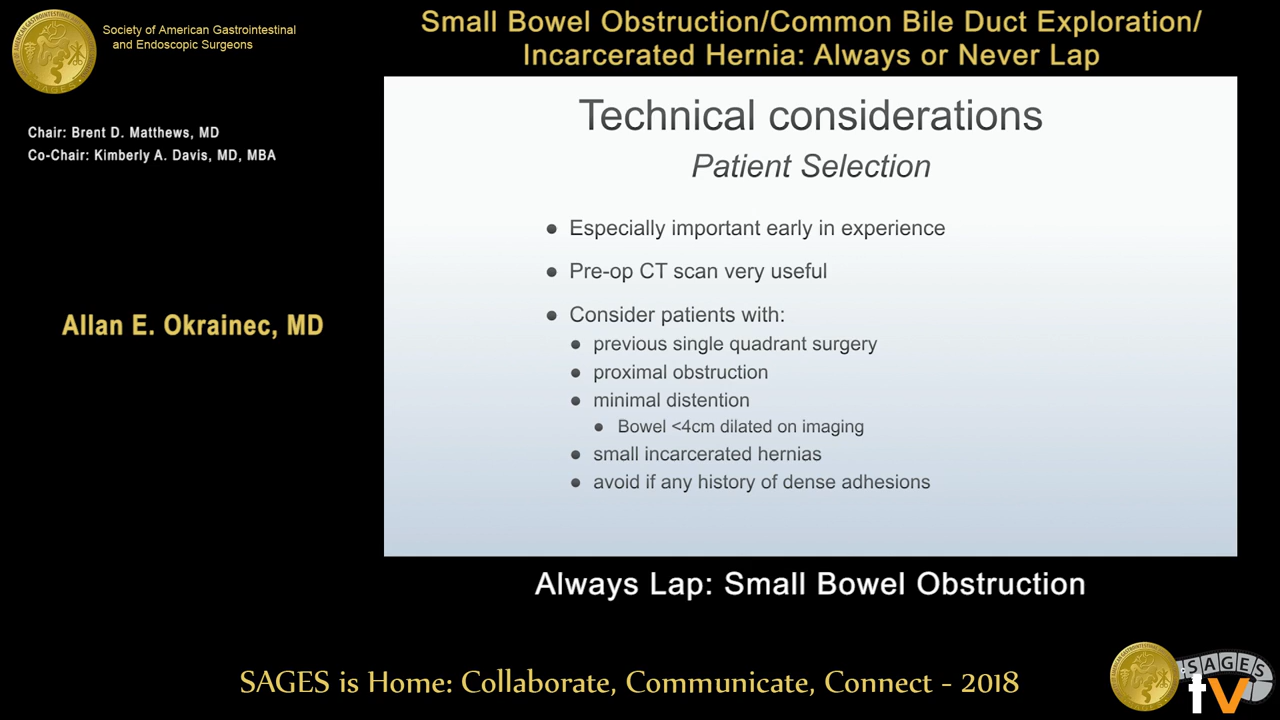 Society of American Gastrointestinal
and Endoscopic Surgeons
Small Bowel Obstruction/Common Bile Duct Exploration/
Incarcerated Hernia: Always or Never Lap
Chair: Brent D. Matthews, MD
Co-Chair: Kimberly A. Davis, MD, MBA
Allan E. Okrainec, MD
Technical considerations
Patient Selection
● Especially important early in experience
● Pre-op CT scan very useful
● Consider patients with:
● previous single quadrant surgery
● proximal obstruction
● minimal distention
● Bowel <4cm dilated on imaging
● small incarcerated hernias
● avoid if any history of dense adhesions
Always Lap: Small Bowel Obstruction
SAGES is Home: Collaborate, Communicate, Connect - 2018
SAGES
tv